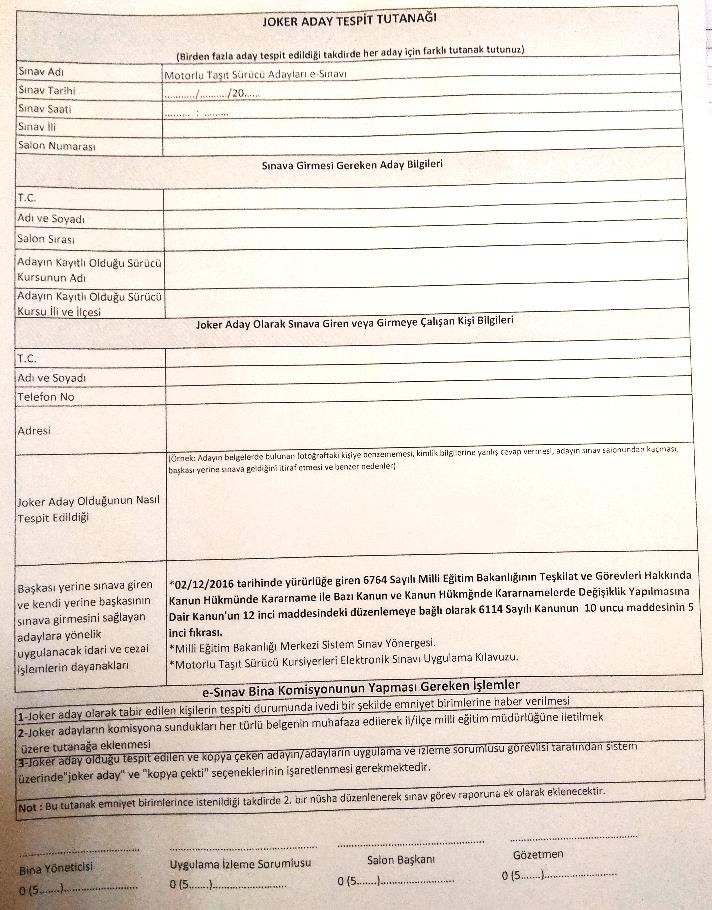 JOKER ADAY TESPİT TUTANAĞI
(Birden fazla aday tespit edildiği takdirde her aday için farklı tutanak tutunuz)
Sınav Adı Motorlu Taşıt Sürücü Adayları e-Sınavı
Sınav Tarihi ........../........../20......
Sınav Saati ......... : .........
Sınav İli
Salon Numarası
Sınava Girmesi Gereken Aday Bilgileri
T.C.
Adı ve Soyadı
Salon Sırası
Adayın Kayıtlı Olduğu Sürücü
Kursunun Adı
Adayın Kayıtlı Olduğu Sürücü
Kursu İli ve İlçesi
Joker Aday Olarak Sınava Giren veya Girmeye Çalışan Kişi Bilgileri
T.C.
Adı ve Soyadı
Telefon No
Adresi
(Örnek: Adayın belgelerde bulunan fotoğraftaki kişiye benzememesi, kimlik bilgilerine yanlış cevap vermesi, adayın sınav salonundan kaçması,
başkası yerine sınava geldiğini itiraf etmesi ve benzer nedenler)
Joker Aday Olduğunun Nasıl
Tespit Edildiği
Başkası yerine sınava giren
ve kendi yerine başkasının
sınava girmesini sağlayan
adaylara yönelik
uygulanacak idari ve cezai
işlemlerin dayanakları
*02/12/2016 tarihinde yürürlüğe giren 6764 Sayılı Milli Eğitim Bakanlığının Teşkilat ve Görevleri Hakkında
Kanun Hükmünde Kararname ile Bazı Kanun ve Kanun Hükmğnde Kararnamelerde Değişiklik Yapılmasına
Dair Kanun'un 12 inci maddesindeki düzenlemeye bağlı olarak 6114 Sayılı Kanunun 10 uncu maddesinin 5
inci fıkrası.
*Milli Eğitim Bakanlığı Merkezi Sistem Sınav Yönergesi.
*Motorlu Taşıt Sürücü Kursiyerleri Elektronik Sınavı Uygulama Kılavuzu.
e-Sınav Bina Komisyonunun Yapması Gereken İşlemler
1-Joker aday olarak tabir edilen kişilerin tespiti durumunda ivedi bir şekilde emniyet birimlerine haber verilmesi
2-Joker adayların komisyona sundukları her türlü belgenin muhafaza edilerek il/ilçe milli eğitim müdürlüğüne iletilmek
üzere tutanağa eklenmesi
3-Joker aday olduğu tespit edilen ve kopya çeken adayın/adayların uygulama ve izleme sorumlusu görevlisi tarafından sistem
üzerinde"joker aday" ve "kopya çekti" seçeneklerinin işaretlenmesi gerekmektedir.
Not : Bu tutanak emniyet birimlerince istenildiği takdirde 2. bir nüsha düzenlenerek sınav görev raporuna ek olarak eklenecektir.
Bina Yöneticisi Uygulama İzleme Sorumlusu Salon Başkanı Gözetmen
0 (5.......)........................ 0 (5.......)........................ 0 (5.......)........................ 0 (5.......)........................